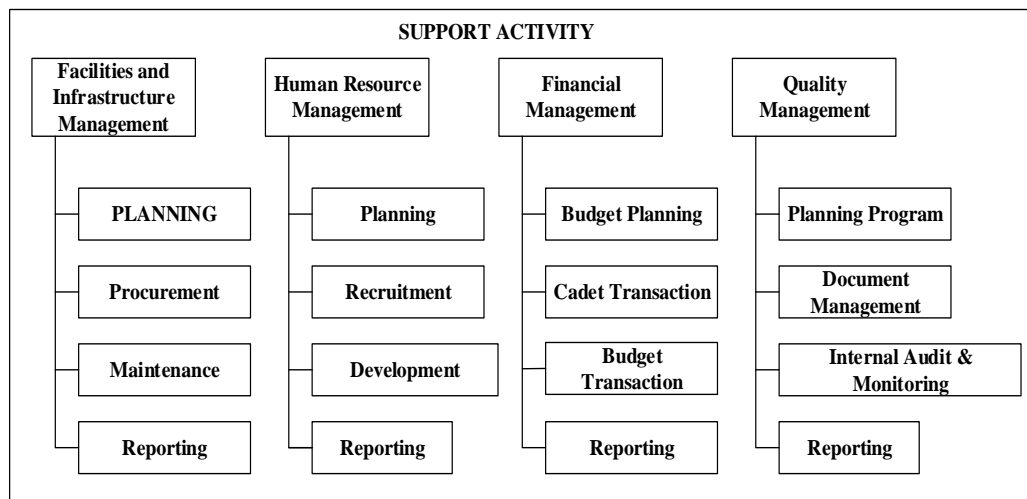 SUPPORT ACTIVITY
Facilities and
Infrastructure
Management
PLANNING
Procurement
Maintenance
Reporting
Human Resource
Management
Planning
Recruitment
Development
Reporting
Financial
Management
Budget Planning
Cadet Transaction
Budget
Transaction
Reporting
Quality
Management
Planning Program
Document
Management
Internal Audit &
Monitoring
Reporting